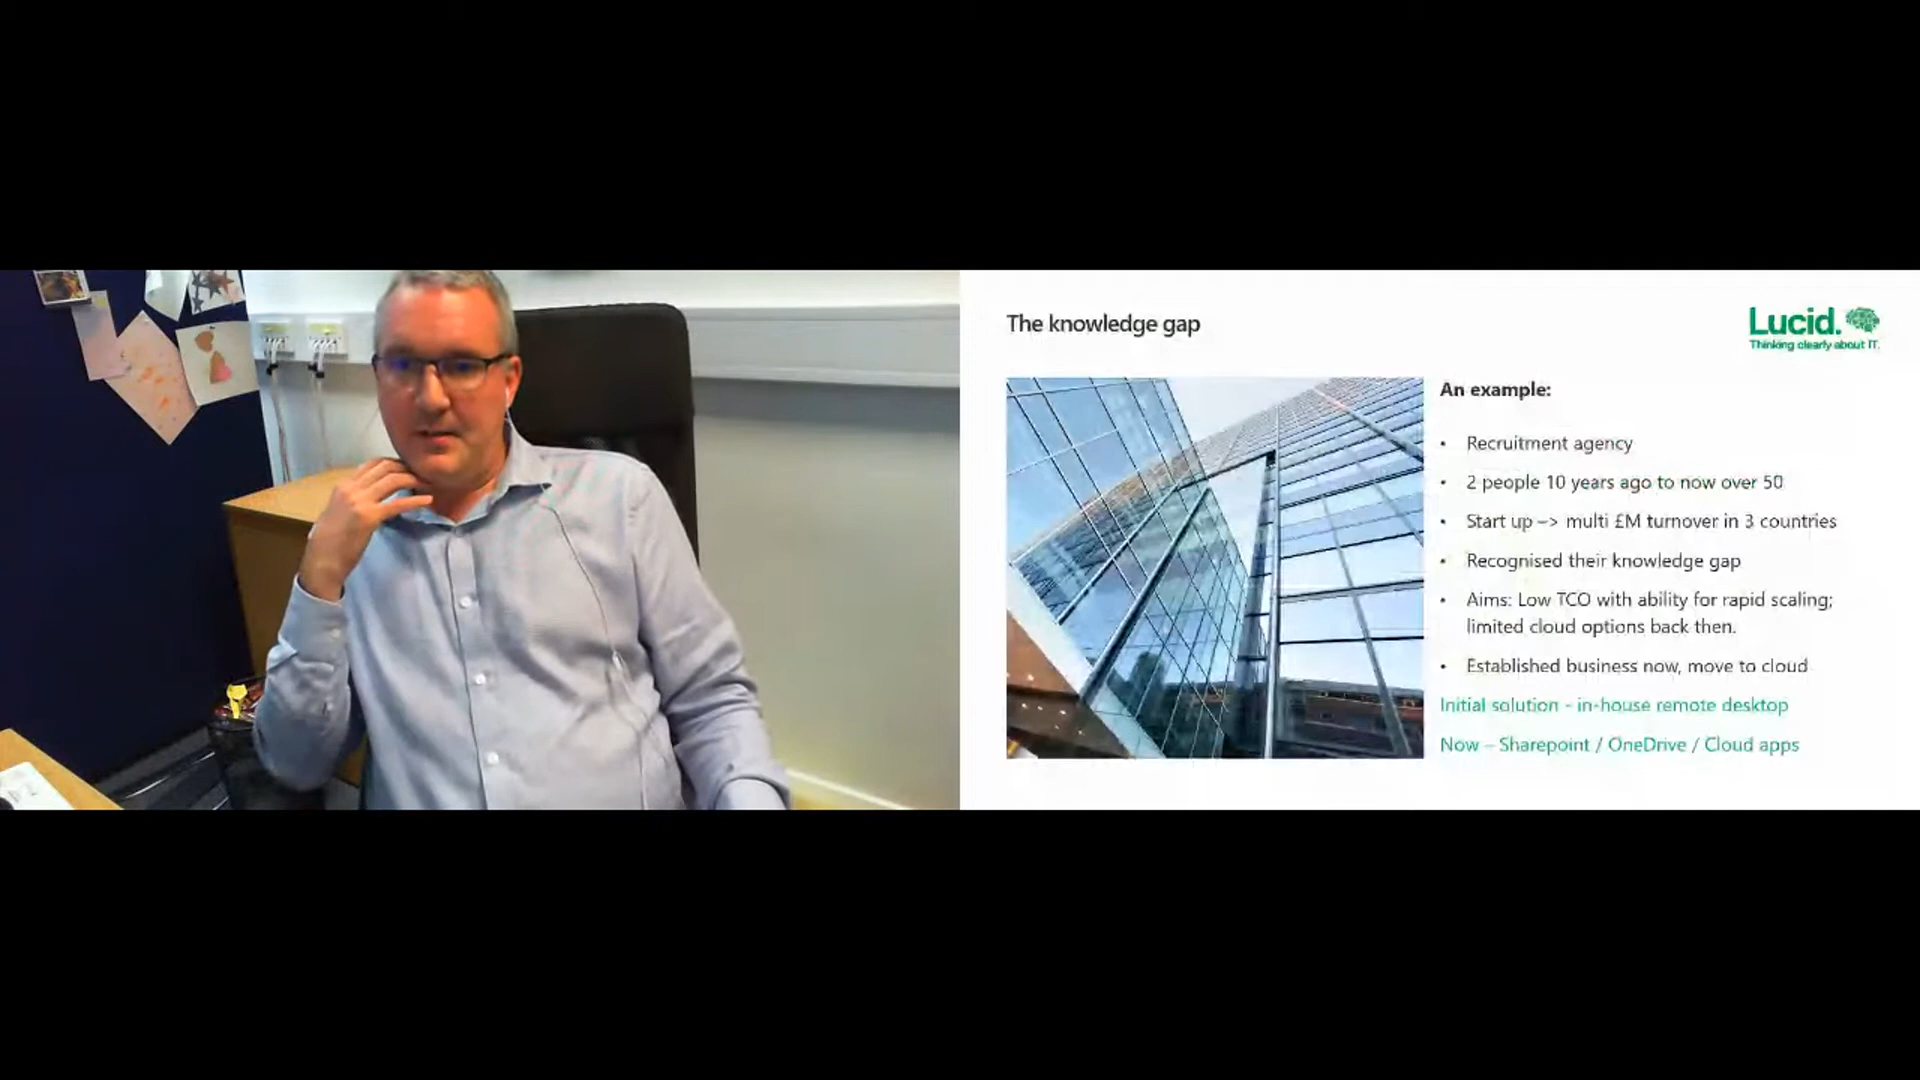 The knowledge gap
Lucid.
Thinking clearly about IT.
An example:
• Recruitment agency
• 2 people 10 years ago to now over 50
• Start up –> multi £M turnover in 3 countries
• Recognised their knowledge gap
• Aims: Low TCO with ability for rapid scaling;
limited cloud options back then.
• Established business now, move to cloud
Initial solution - in-house remote desktop
Now – Sharepoint / OneDrive / Cloud apps